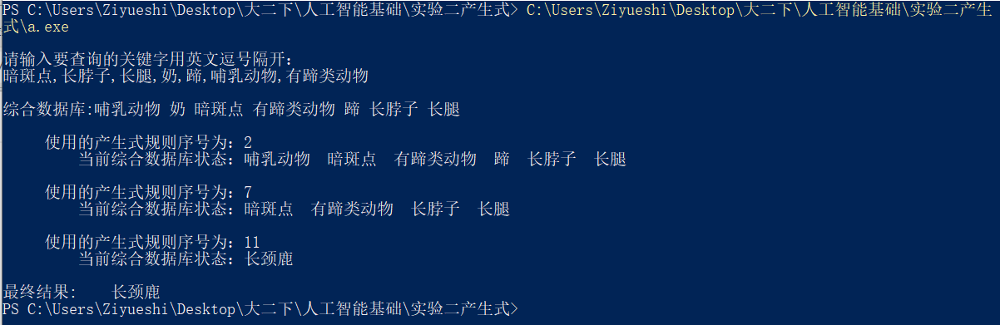 PS C:\Users\Ziyueshi\Desktop\大二下\人工智能基础\实验二产生式> C:\Users\Ziyueshi\Desktop\大二下\人工智能基础\实验二产生
式\a.exe
请输入要查询的关键字用英文逗号隔开：
暗斑点,长脖子,长腿,奶,蹄,哺乳动物,有蹄类动物
综合数据库:哺乳动物 奶 暗斑点 有蹄类动物 蹄 长脖子 长腿
使用的产生式规则序号为：2
当前综合数据库状态：哺乳动物 暗斑点 有蹄类动物 蹄 长脖子 长腿
使用的产生式规则序号为：7
当前综合数据库状态：暗斑点 有蹄类动物 长脖子 长腿
使用的产生式规则序号为：11
当前综合数据库状态：长颈鹿
最终结果: 长颈鹿
PS C:\Users\Ziyueshi\Desktop\大二下\人工智能基础\实验二产生式>